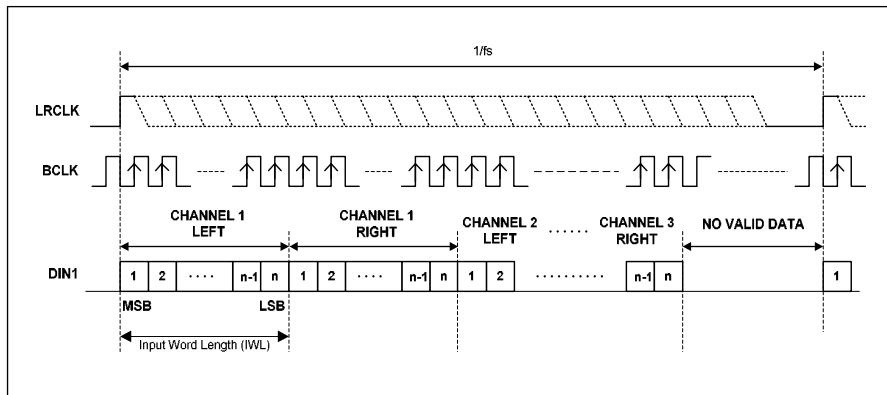 1/fs
LRCLK
BCLK
CHANNEL 1
LEFT
CHANNEL 1
RIGHT
CHANNEL 2
LEFT
CHANNEL 3
RIGHT
NO VALID DATA
DIN1
1 2 n-1 n 1 2 n-1 n 1 2 n-1 n 1
MSB LSB
Input Word Length (IWL)